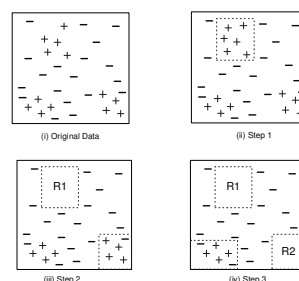 (i) Original Data
(ii) Step 1
R1
R1
R2
(iii) Step 2
(iv) Step 3